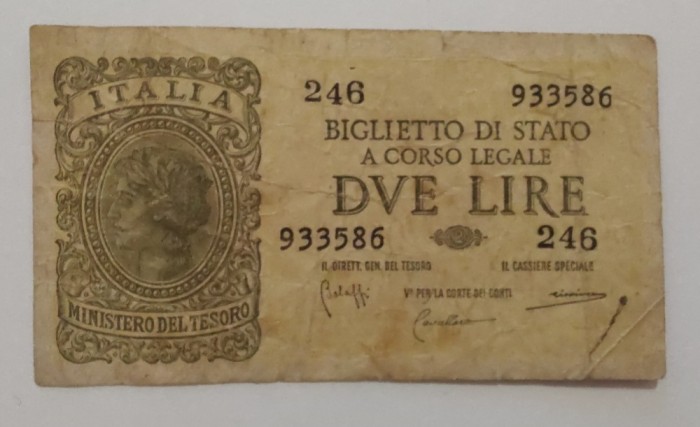 ITALIA
MINISTERO DEL TESORO
246 933586
BIGLIETTO DI STATO
A CORSO LEGALE
DVE LIRE
933586 246
IL DIRETT. GEN. DEL TESORO IL CASSIERE SPECIALE
Vº PER LA CORTE DEI CONTI
Cavallaro